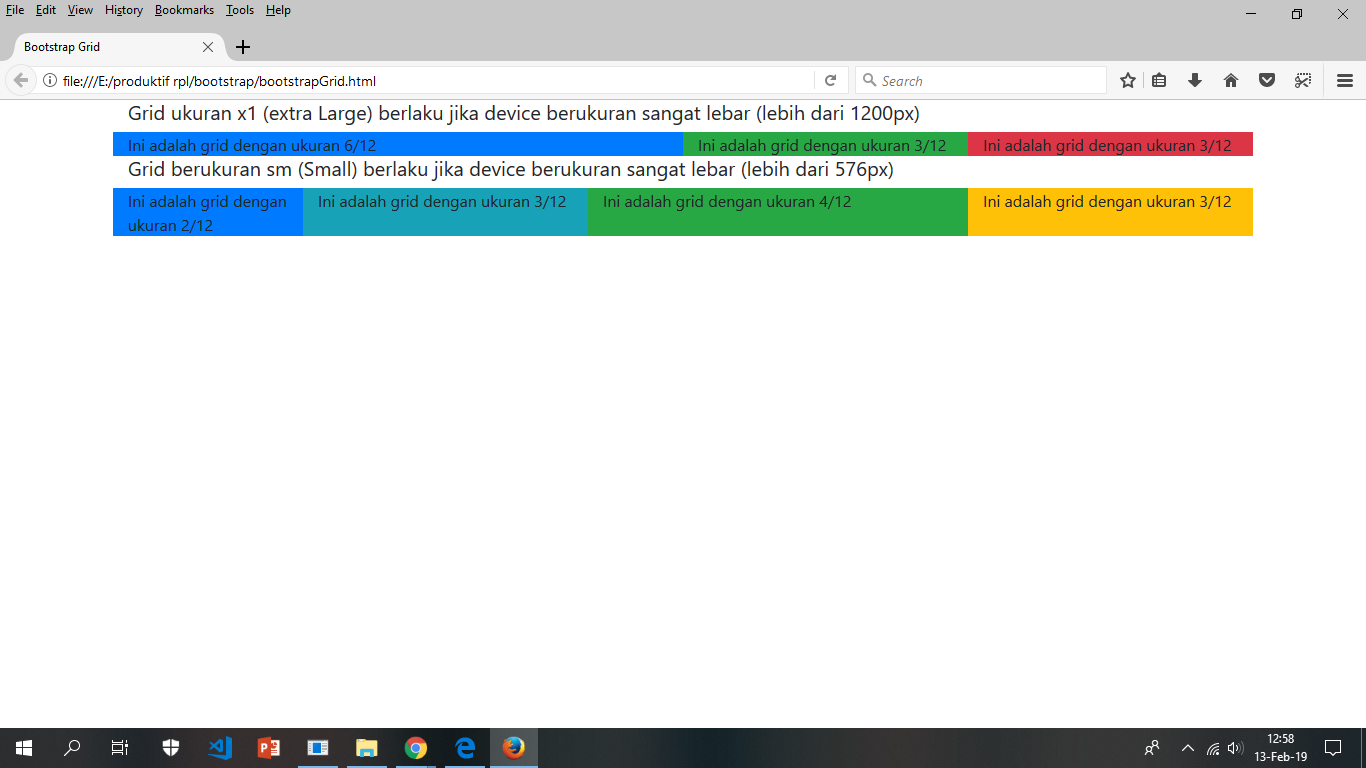 File Edit View History Bookmarks Tools Help
Bootstrap Grid
file:///E:/produktif rpl/bootstrap/bootstrapGrid.html
Search
Grid ukuran x1 (extra Large) berlaku jika device berukuran sangat lebar (lebih dari 1200px)
Ini adalah grid dengan ukuran 6/12 Ini adalah grid dengan ukuran 3/12 Ini adalah grid dengan ukuran 3/12
Grid berukuran sm (Small) berlaku jika device berukuran sangat lebar (lebih dari 576px)
Ini adalah grid dengan
ukuran 2/12
Ini adalah grid dengan ukuran 3/12
Ini adalah grid dengan ukuran 4/12
Ini adalah grid dengan ukuran 3/12
12:58
13-Feb-19